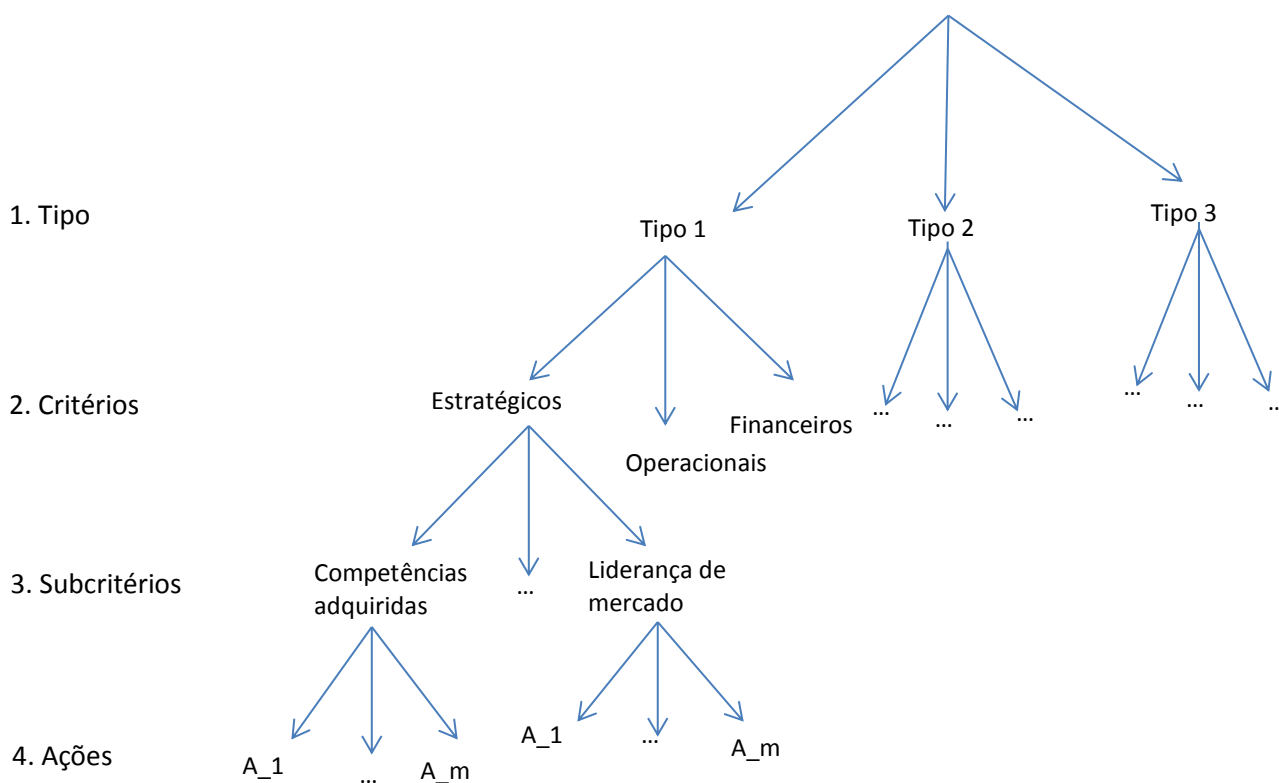 1. Tipo
Tipo 1
Tipo 2
Tipo 3
2. Critérios
Estratégicos
Operacionais
Financeiros
...
...
...
...
...
...
3. Subcritérios
Competências
adquiridas
...
Liderança de
mercado
4. Ações
A_1
...
A_m
A_1
...
A_m